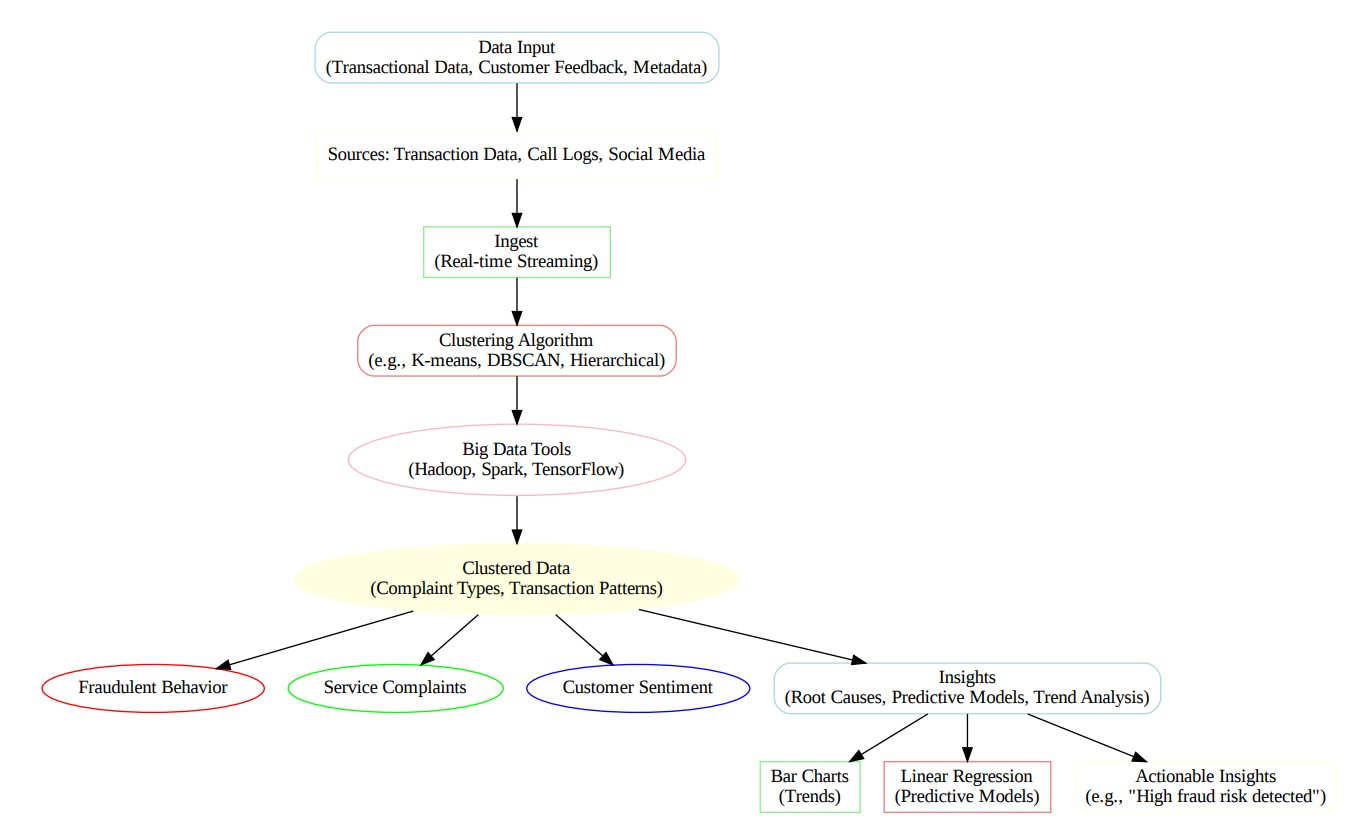 Data Input
(Transactional Data, Customer Feedback, Metadata)
Sources: Transaction Data, Call Logs, Social Media
Ingest
(Real-time Streaming)
Clustering Algorithm
(e.g., K-means, DBSCAN, Hierarchical)
Big Data Tools
(Hadoop, Spark, TensorFlow)
Clustered Data
(Complaint Types, Transaction Patterns)
Fraudulent Behavior
Service Complaints
Customer Sentiment
Insights
(Root Causes, Predictive Models, Trend Analysis)
Bar Charts
(Trends)
Linear Regression
(Predictive Models)
Actionable Insights
(e.g., "High fraud risk detected")